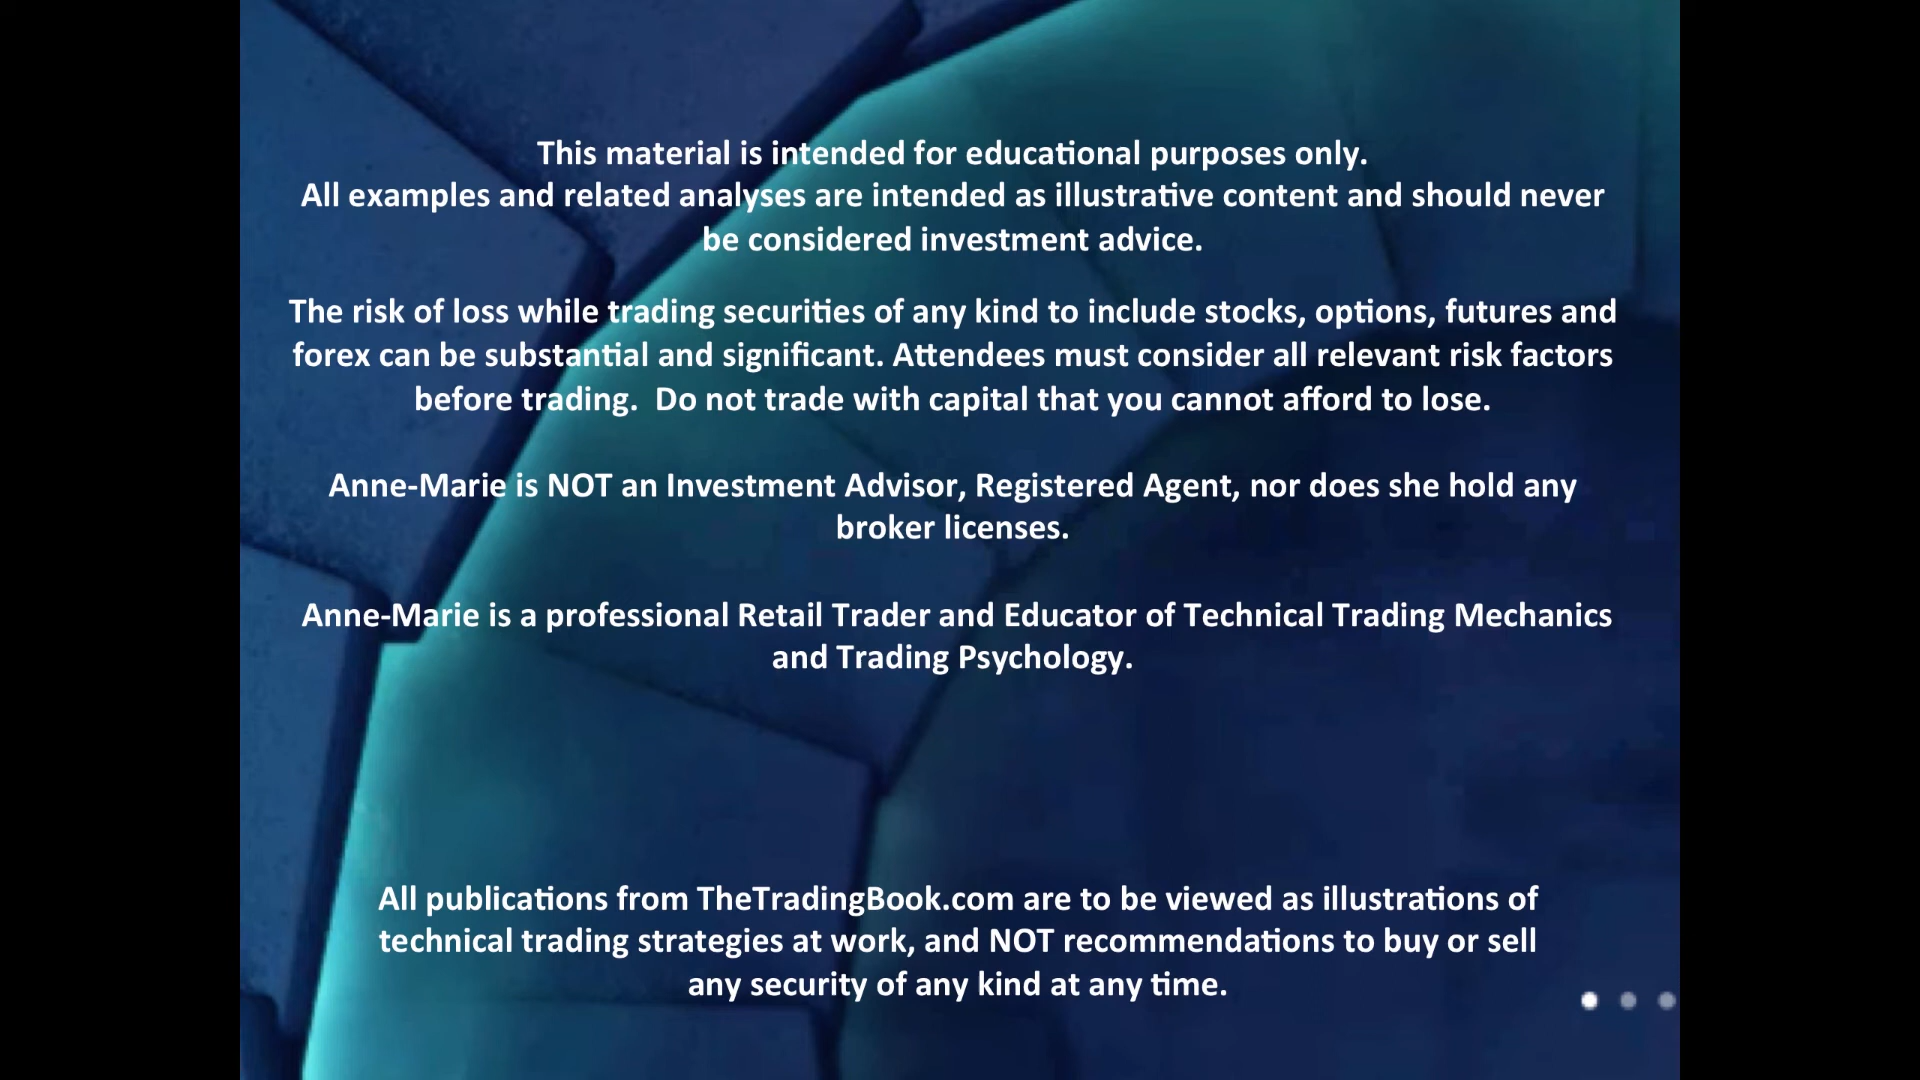 This material is intended for educational purposes only.
All examples and related analyses are intended as illustrative content and should never
be considered investment advice.
The risk of loss while trading securities of any kind to include stocks, options, futures and
forex can be substantial and significant. Attendees must consider all relevant risk factors
before trading.  Do not trade with capital that you cannot afford to lose.
Anne-Marie is NOT an Investment Advisor, Registered Agent, nor does she hold any
broker licenses.
Anne-Marie is a professional Retail Trader and Educator of Technical Trading Mechanics
and Trading Psychology.
All publications from TheTradingBook.com are to be viewed as illustrations of
technical trading strategies at work, and NOT recommendations to buy or sell
any security of any kind at any time.